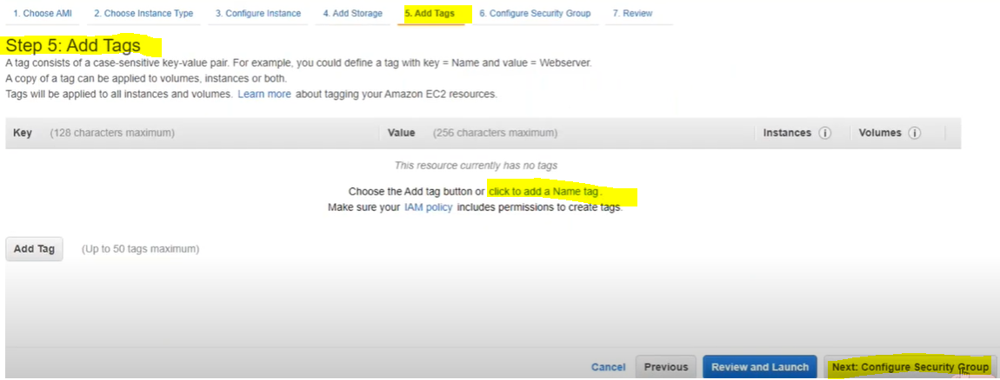 1. Choose AMI 2. Choose Instance Type 3. Configure Instance 4. Add Storage 5. Add Tags 6. Configure Security Group 7. Review
Step 5: Add Tags
A tag consists of a case-sensitive key-value pair. For example, you could define a tag with key = Name and value = Webserver.
A copy of a tag can be applied to volumes, instances or both.
Tags will be applied to all instances and volumes. Learn more about tagging your Amazon EC2 resources.
Key (128 characters maximum) Value (256 characters maximum) Instances i Volumes i
This resource currently has no tags
Choose the Add tag button or click to add a Name tag.
Make sure your IAM policy includes permissions to create tags.
Add Tag (Up to 50 tags maximum)
Cancel Previous Review and Launch Next: Configure Security Group